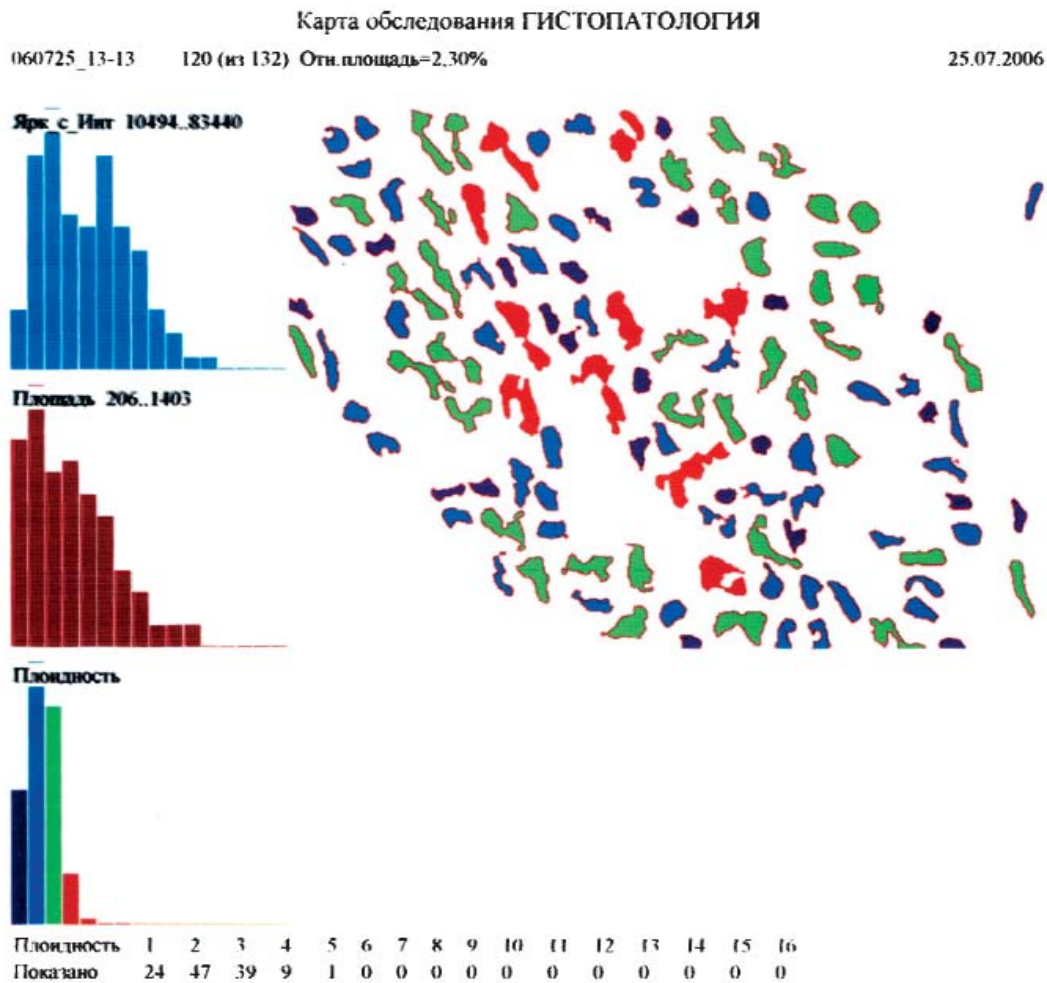 Карта обследования ГИСТОПАТОЛОГИЯ
060725_13-13 120 (из 132) Отн.площадь=2,30% 25.07.2006
Ярк_с_Инт 10494..83440
Площадь 206..1403
Плоидность
Плоидность 1 2 3 4 5 6 7 8 9 10 11 12 13 14 15 16
Показано 24 47 39 9 1 0 0 0 0 0 0 0 0 0 0 0